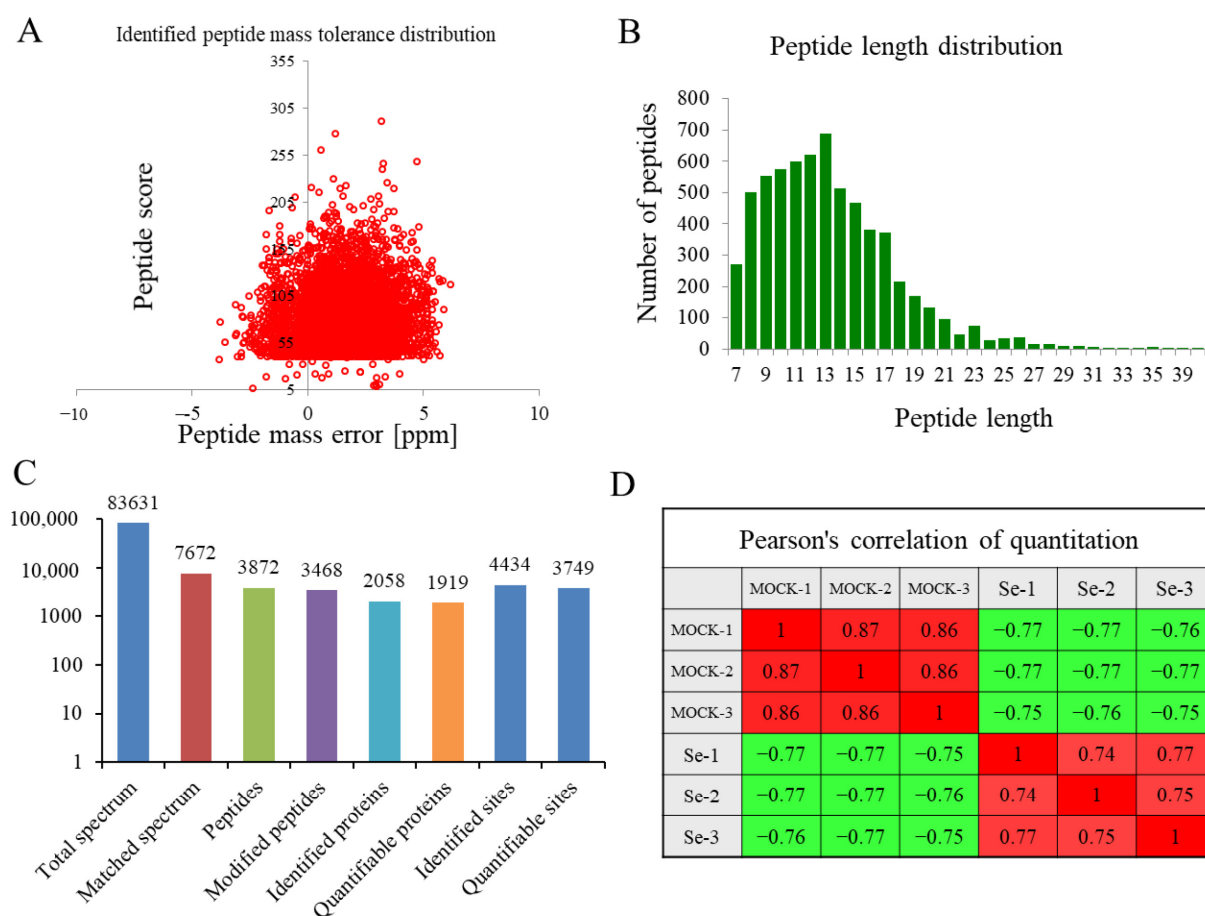 A
Identified peptide mass tolerance distribution
355
305
255
205
155
105
55
5
−10
−5
0
5
10
Peptide score
Peptide mass error [ppm]
B
Peptide length distribution
800
700
600
500
400
300
200
100
0
7 9 11 13 15 17 19 21 23 25 27 29 31 33 35 39
Number of peptides
Peptide length
C
100,000
10,000
1000
100
10
1
83631
7672
3872
3468
2058
1919
4434
3749
Total spectrum
Matched spectrum
Peptides
Modified peptides
Identified proteins
Quantifiable proteins
Identified sites
Quantifiable sites
D
Pearson's correlation of quantitation
MOCK-1 MOCK-2 MOCK-3 Se-1 Se-2 Se-3
MOCK-1 1 0.87 0.86 −0.77 −0.77 −0.76
MOCK-2 0.87 1 0.86 −0.77 −0.77 −0.77
MOCK-3 0.86 0.86 1 −0.75 −0.76 −0.75
Se-1 −0.77 −0.77 −0.75 1 0.74 0.77
Se-2 −0.77 −0.77 −0.76 0.74 1 0.75
Se-3 −0.76 −0.77 −0.75 0.77 0.75 1